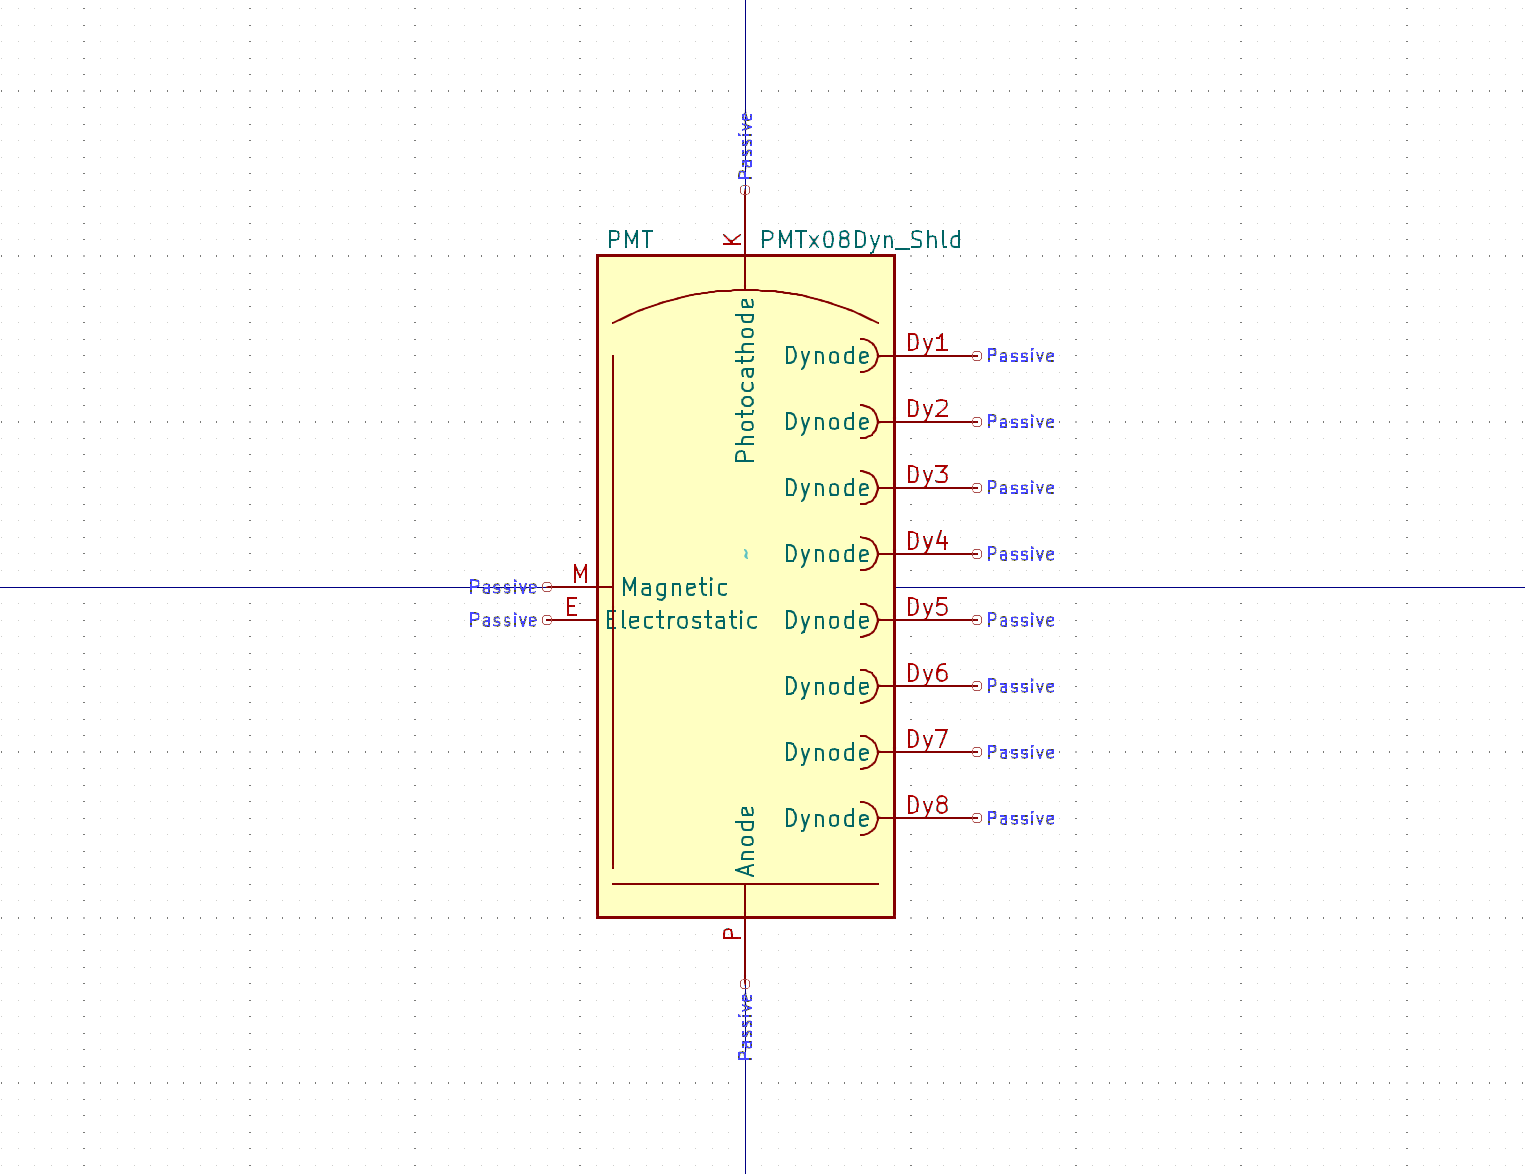 Passive
K
PMT
PMTx08Dyn_Shld
Photocathode
Dynode Dy1 Passive
Dynode Dy2 Passive
Dynode Dy3 Passive
~
Dynode Dy4 Passive
Passive M Magnetic
Passive E Electrostatic
Dynode Dy5 Passive
Dynode Dy6 Passive
Dynode Dy7 Passive
Dynode Dy8 Passive
Anode
P
Passive